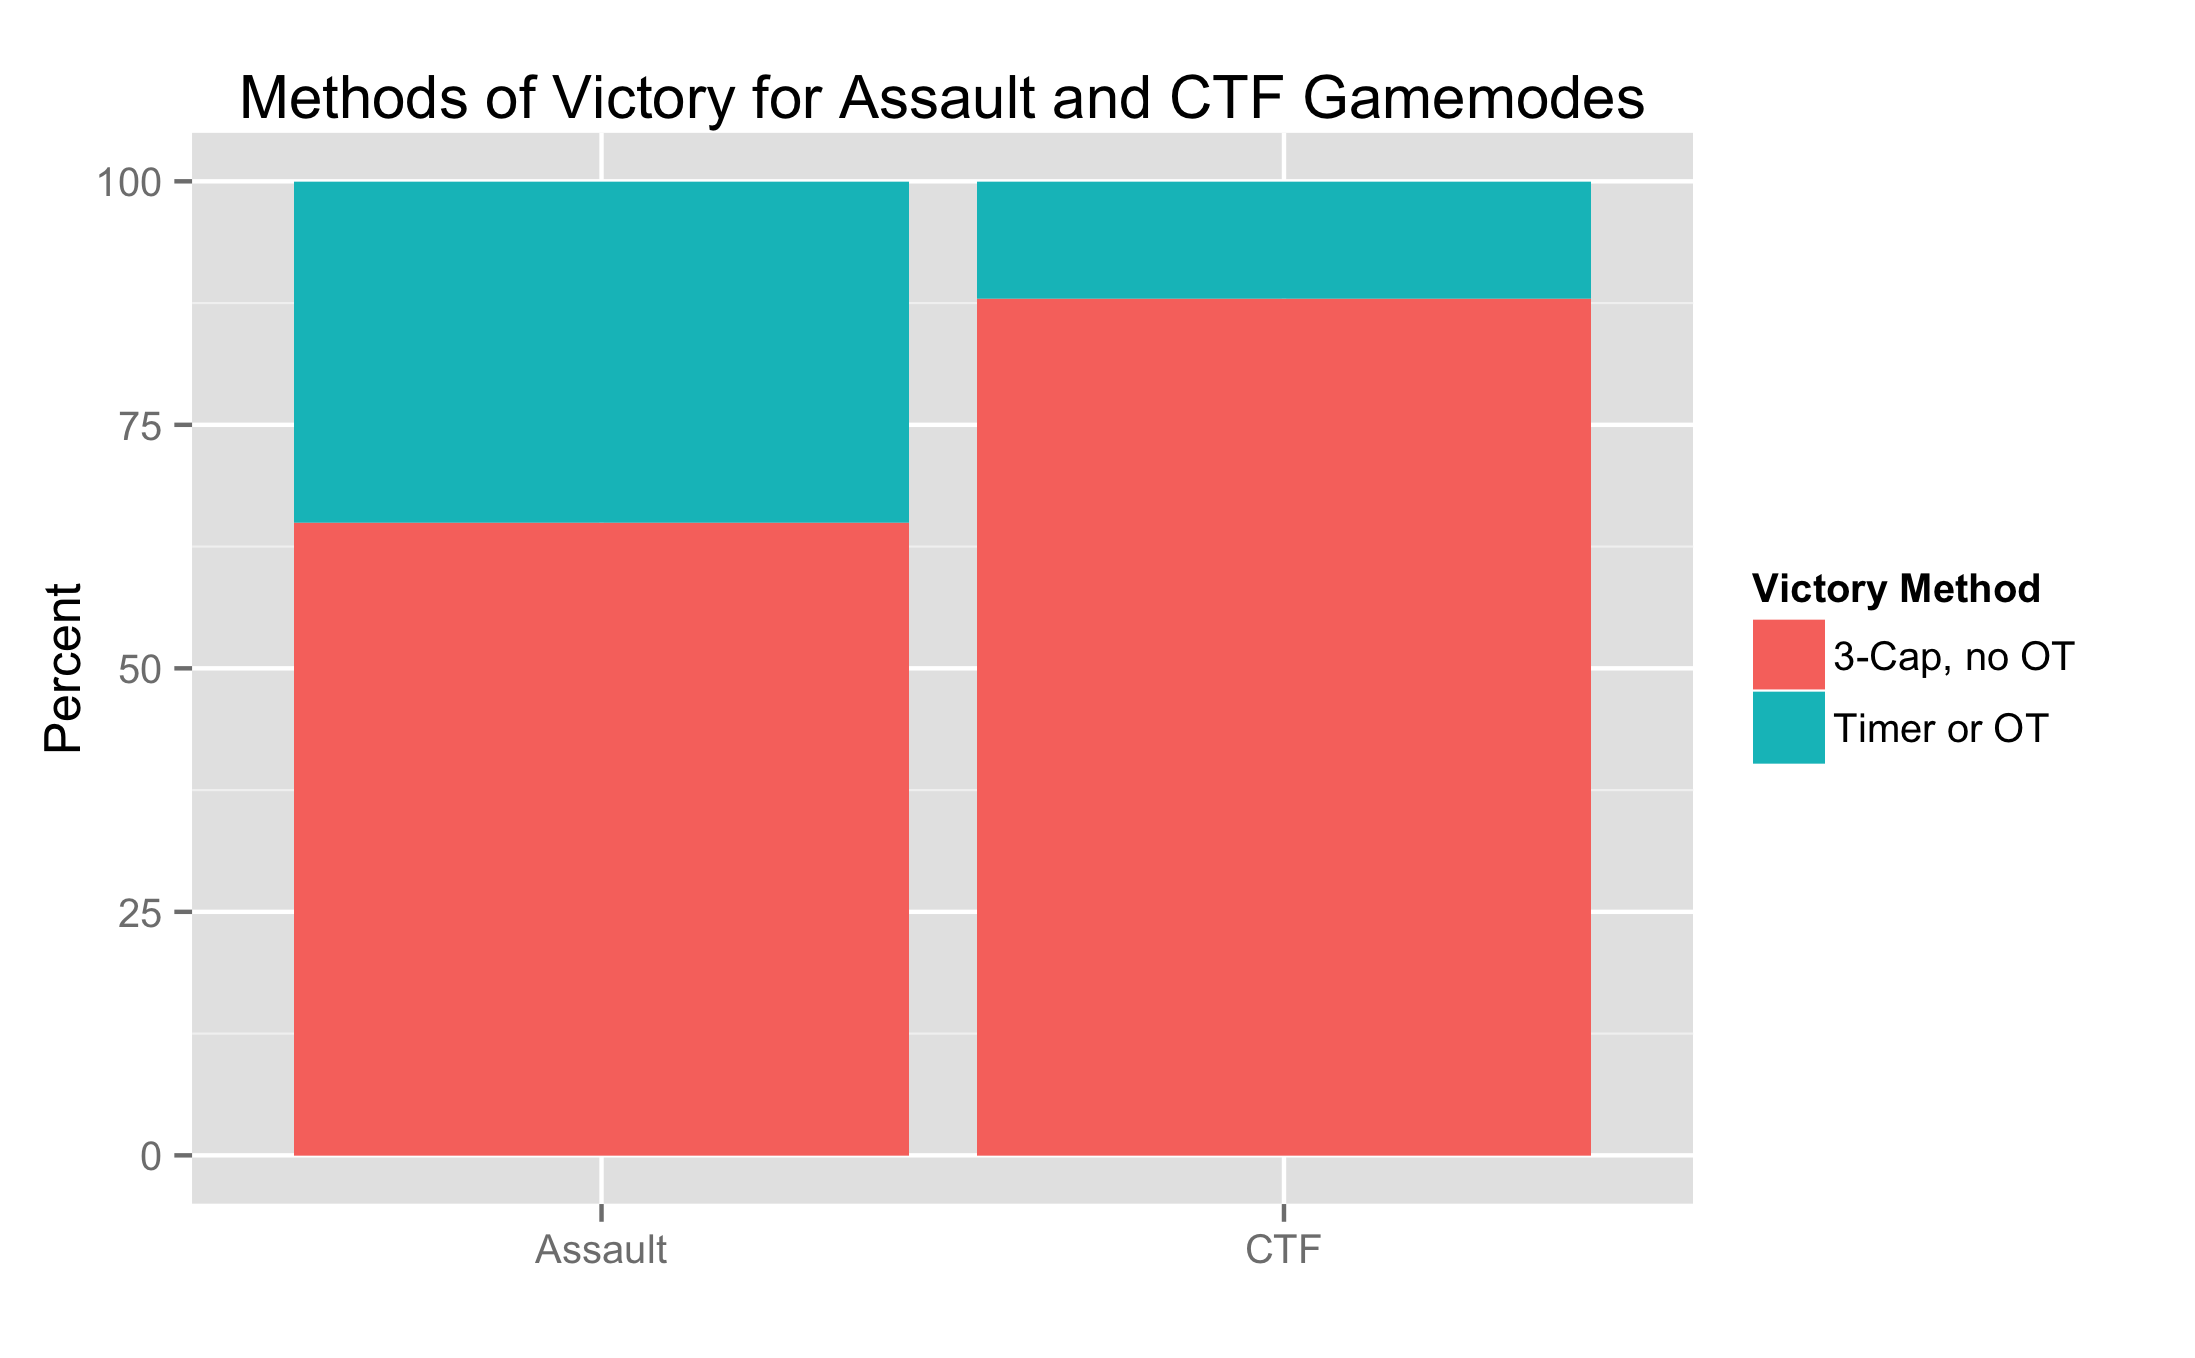 Methods of Victory for Assault and CTF Gamemodes
100
75
50
25
0
Percent
Assault
CTF
Victory Method
3-Cap, no OT
Timer or OT